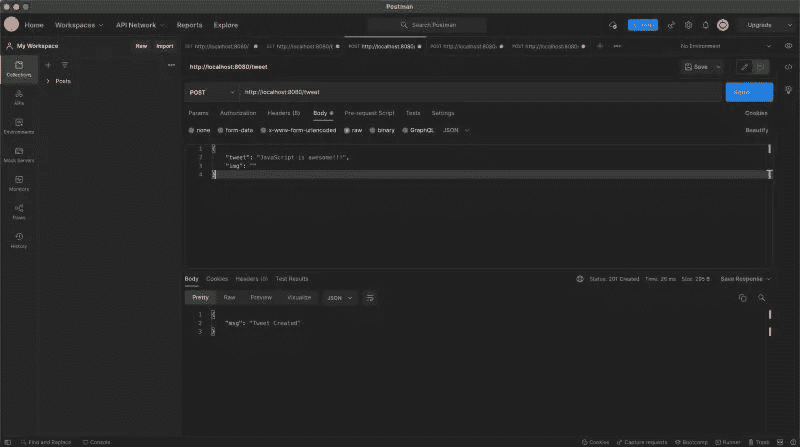 Postman
Home Workspaces API Network Reports Explore Search Postman Upgrade
My Workspace New Import GET http://localhost:8080/ GET http://localhost:8080/t POST http://localhost:8080/ POST http://localhost:8080/ POST http://localhost:8080/ No Environment
Collections
Posts
http://localhost:8080/tweet Save
POST http://localhost:8080/tweet Send
APIs
Params Authorization Headers (8) Body Pre-request Script Tests Settings Cookies
Environments
none form-data x-www-form-urlencoded raw binary GraphQL JSON Beautify
Mock Servers
1 {
2 "tweet": "JavaScript is awesome!!!",
3 "img": ""
4 }
Monitors
Flows
History
Body Cookies Headers Test Results Status: 201 Created Time: 20 ms Size: 295 B Save Response
Pretty Raw Preview Visualize JSON
1 {
2 "msg": "Tweet Created"
3 }
Find and Replace Console Cookies Capture requests Bootcamp Runner Trash